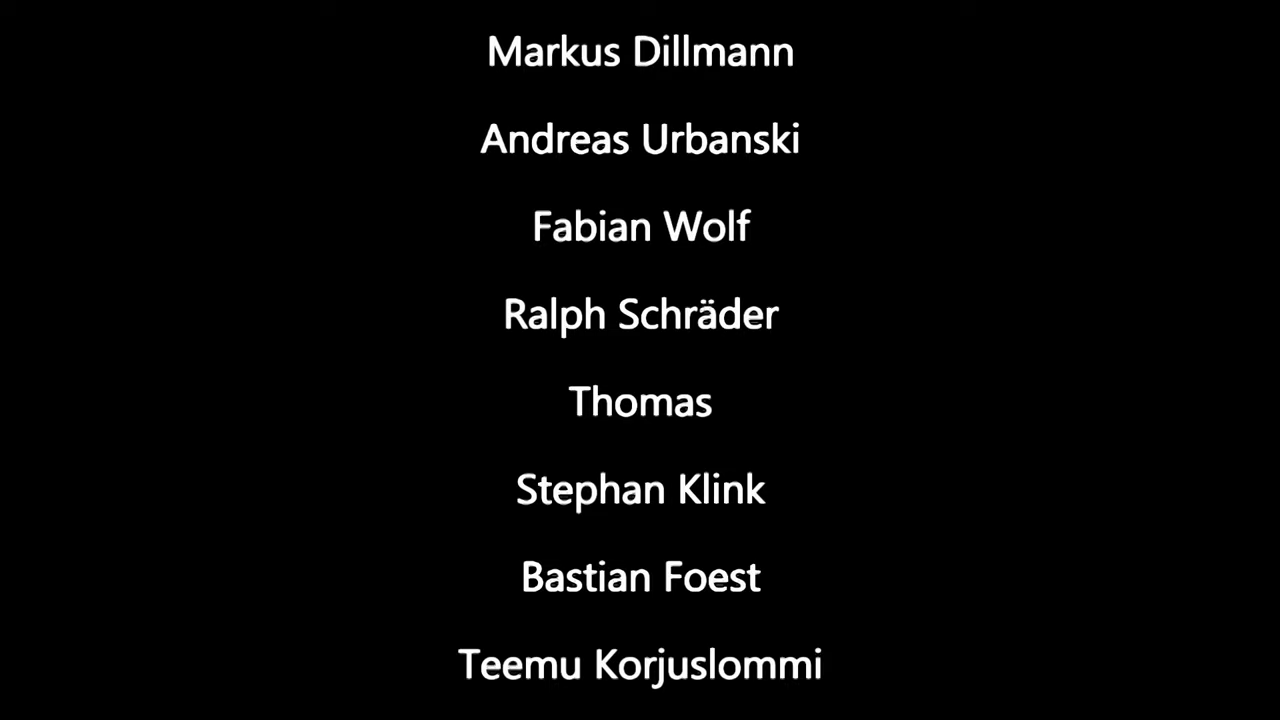 Markus Dillmann
Andreas Urbanski
Fabian Wolf
Ralph Schräder
Thomas
Stephan Klink
Bastian Foest
Teemu Korjuslommi